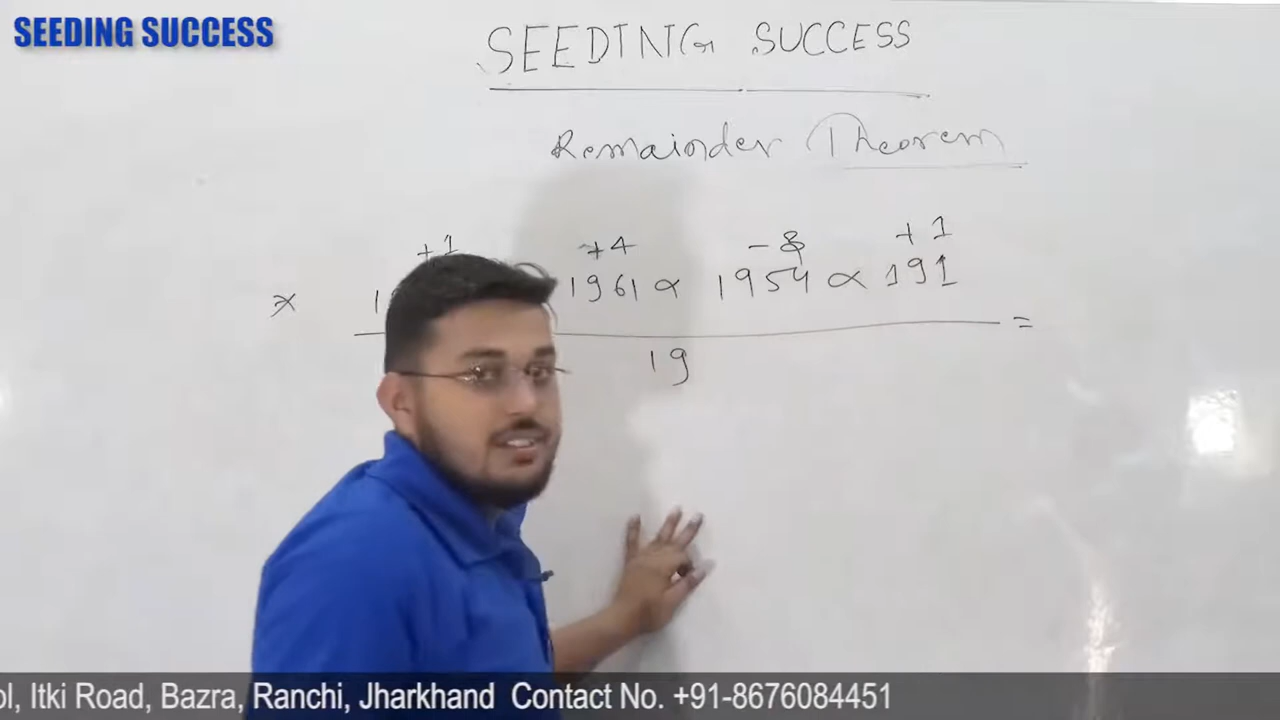 SEEDING SUCCESS
SEEDING SUCCESS
Remainder Theorem
+1 +4 -8 +1
× 1 1961 × 1954 × 191 =
19
ol, Itki Road, Bazra, Ranchi, Jharkhand Contact No. +91-8676084451